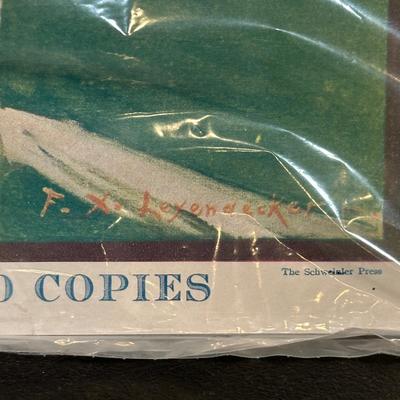 F. X. Leyendecker
O COPIES
The Schweinler Press